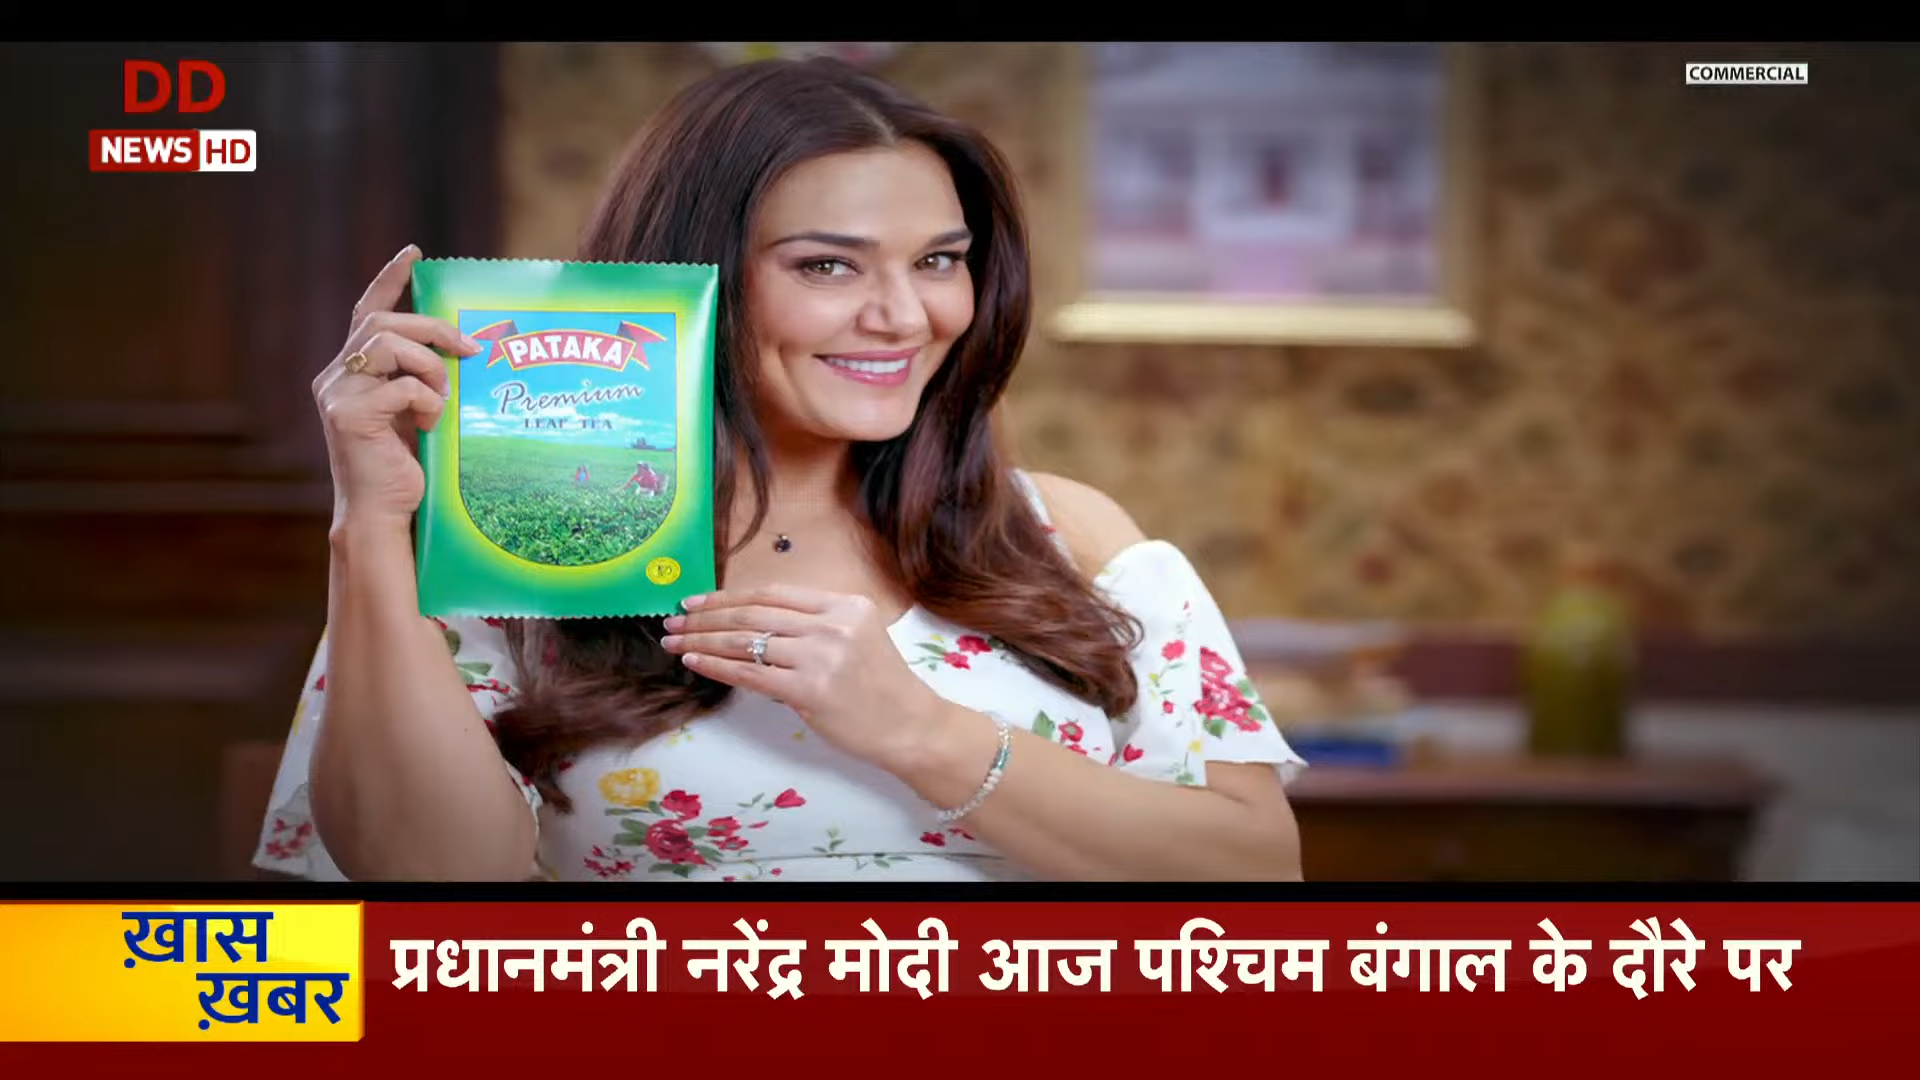 DD
NEWS HD
COMMERCIAL
PATAKA
Premium
LEAF TEA
ख़ास
ख़बर
प्रधानमंत्री नरेंद्र मोदी आज पश्चिम बंगाल के दौरे पर